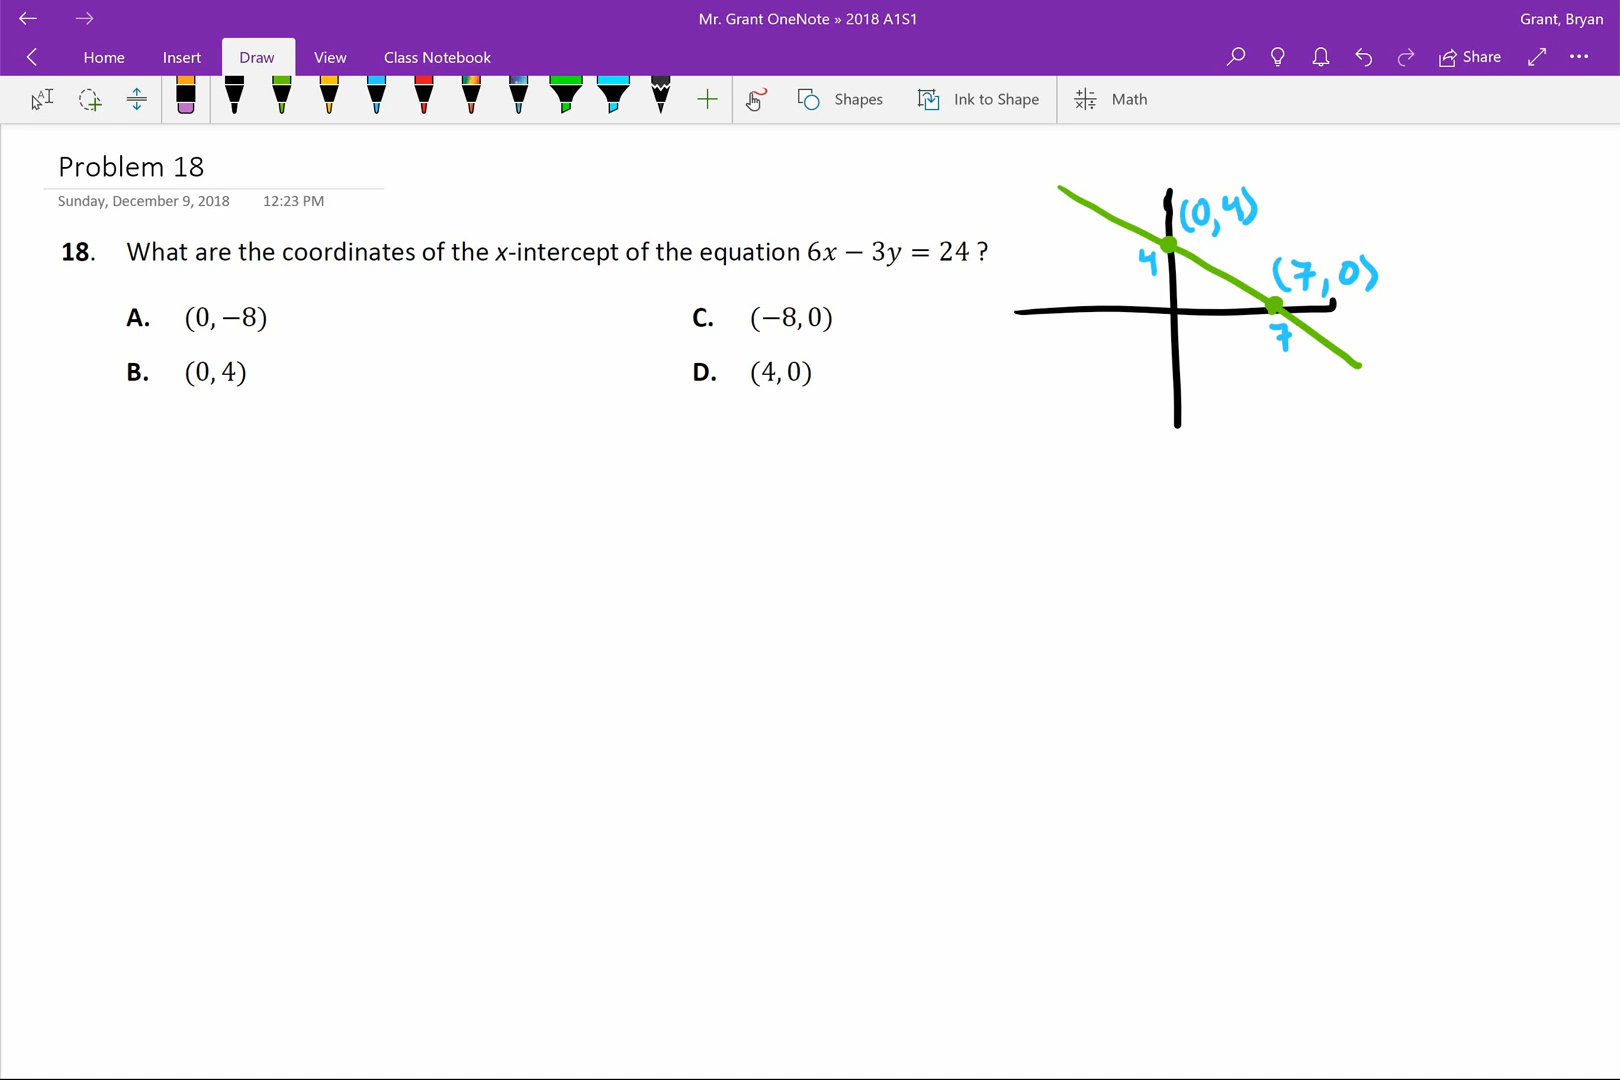 Mr. Grant OneNote » 2018 A1S1
Grant, Bryan
Home Insert Draw View Class Notebook
Share
Shapes Ink to Shape Math
Problem 18
Sunday, December 9, 2018 12:23 PM
18. What are the coordinates of the x-intercept of the equation 6x − 3y = 24 ?
A. (0, −8)
C. (−8, 0)
B. (0, 4)
D. (4, 0)
(0,4)
4
(7,0)
7